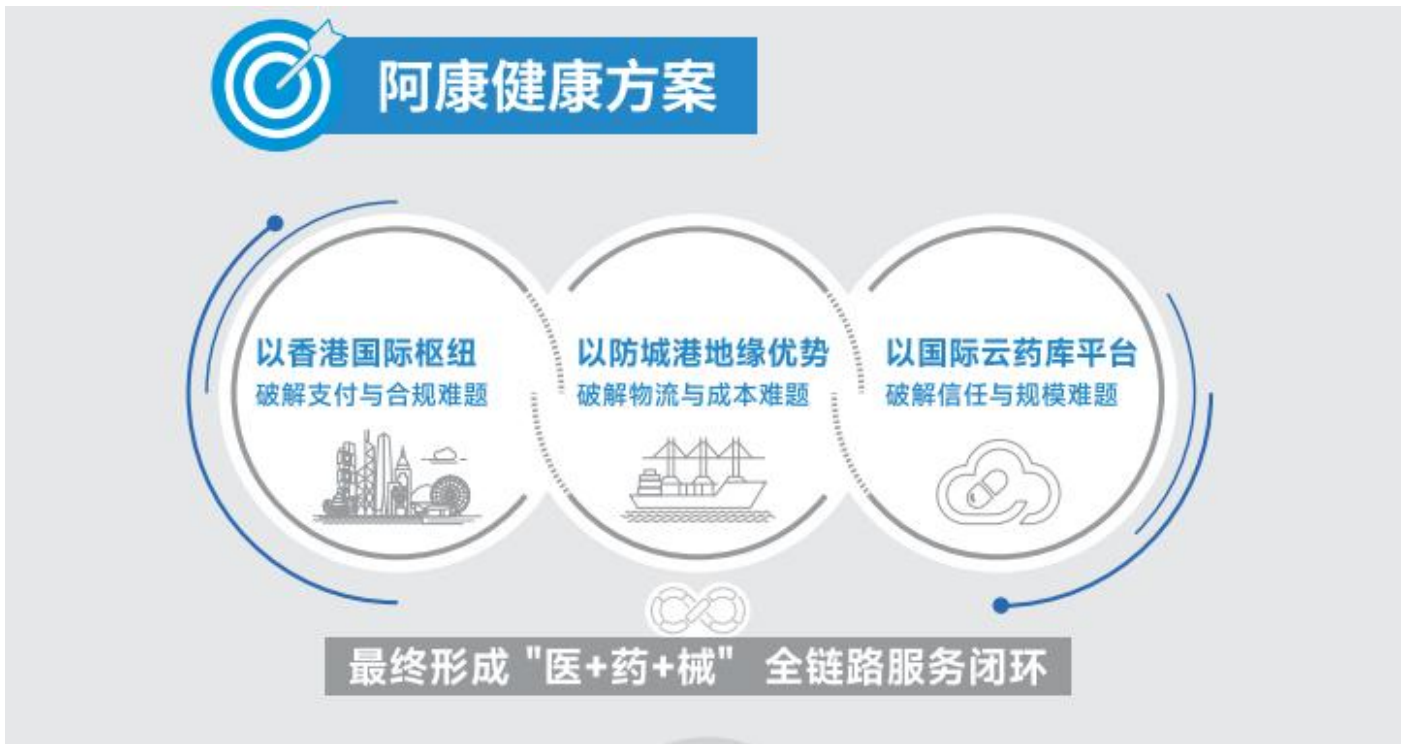 阿康健康方案
以香港国际枢纽
破解支付与合规难题
以防城港地缘优势
破解物流与成本难题
以国际云药库平台
破解信任与规模难题
最终形成 "医+药+械" 全链路服务闭环